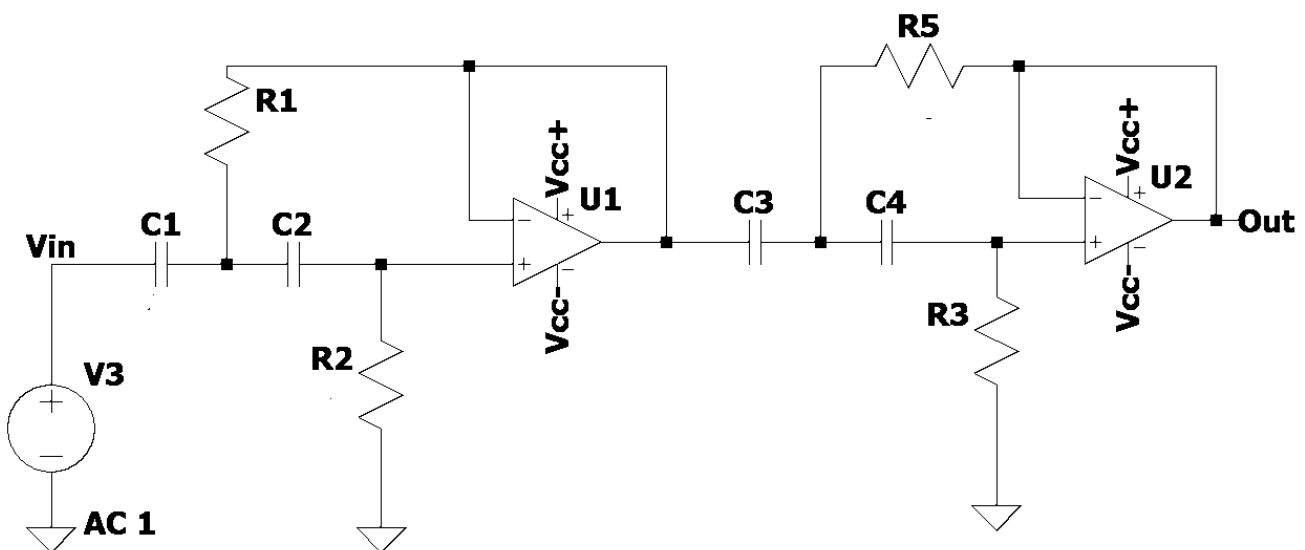 R5
R1
Vcc+
Vcc+
U1
U2
C1
C2
C3
C4
Vin
Out
Vcc-
Vcc-
R2
R3
V3
AC 1